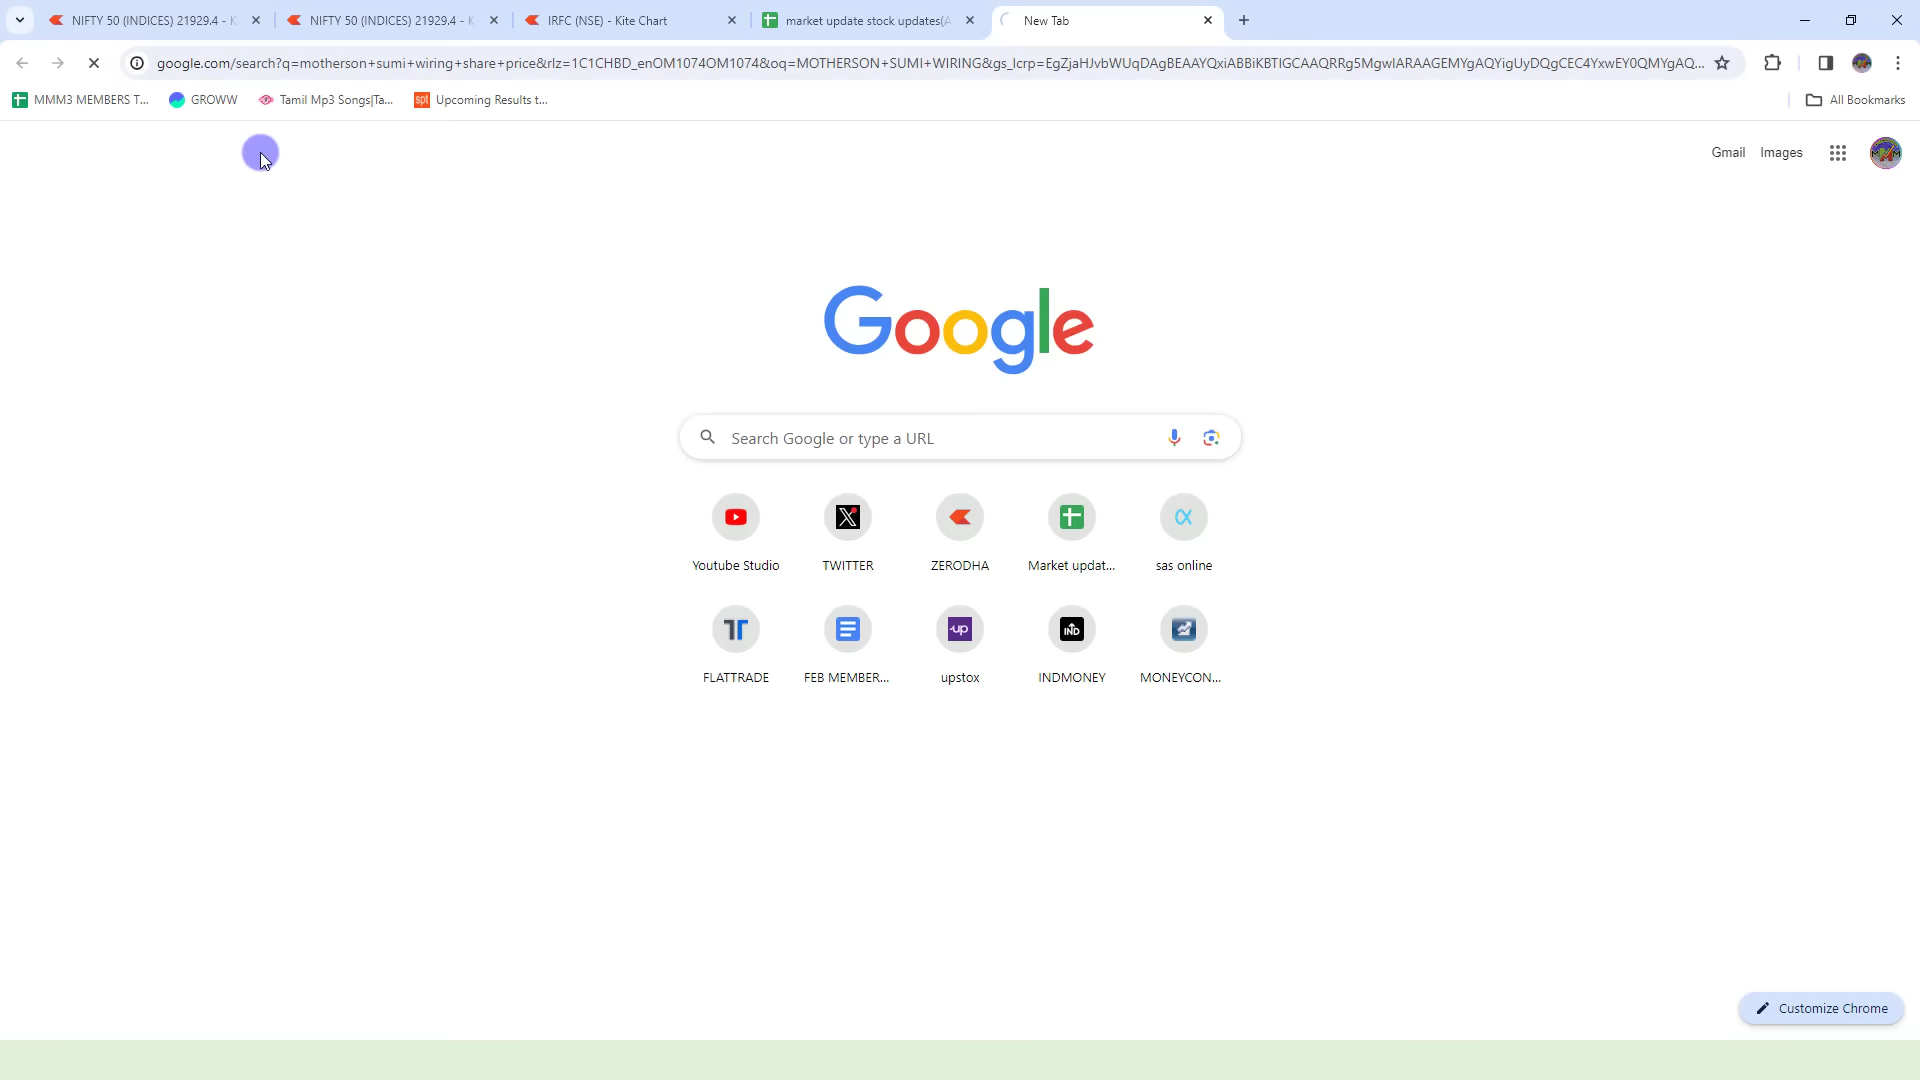 NIFTY 50 (INDICES) 21929.4 - K
NIFTY 50 (INDICES) 21929.4 - K
IRFC (NSE) - Kite Chart
market update stock updates(A
New Tab
google.com/search?q=motherson+sumi+wiring+share+price&rlz=1C1CHBD_enOM1074OM1074&oq=MOTHERSON+SUMI+WIRING&gs_lcrp=EgZjaHJvbWUqDAgBEAAYQxiABBiKBTIGCAAQRRg5MgwIARAAGEMYgAQYigUyDQgCEC4YxwEY0QMYgAQ...
MMM3 MEMBERS T...
GROWW
Tamil Mp3 Songs|Ta...
spt
Upcoming Results t...
All Bookmarks
Gmail
Images
Google
Search Google or type a URL
Youtube Studio
TWITTER
ZERODHA
Market updat...
sas online
up
IND
FLATTRADE
FEB MEMBER...
upstox
INDMONEY
MONEYCON...
Customize Chrome